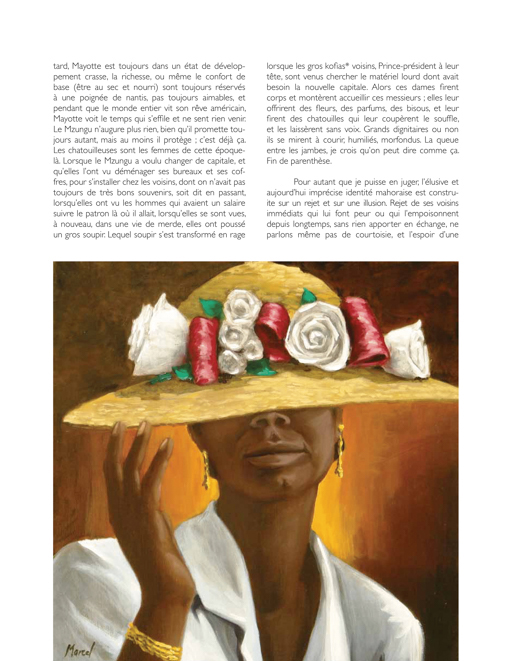 tard, Mayotte est toujours dans un état de dévelop-
pement crasse, la richesse, ou même le confort de
base (être au sec et nourri) sont toujours réservés
à une poignée de nantis, pas toujours aimables, et
pendant que le monde entier vit son rêve américain,
Mayotte voit le temps qui s'effile et ne sent rien venir.
Le Mzungu n'augure plus rien, bien qu'il promette tou-
jours autant, mais au moins il protège ; c'est déjà ça.
Les chatouilleuses sont les femmes de cette époque-
là. Lorsque le Mzungu a voulu changer de capitale, et
qu'elles l'ont vu déménager ses bureaux et ses cof-
fres, pour s'installer chez les voisins, dont on n'avait pas
toujours de très bons souvenirs, soit dit en passant,
lorsqu'elles ont vu les hommes qui avaient un salaire
suivre le patron là où il allait, lorsqu'elles se sont vues,
à nouveau, dans une vie de merde, elles ont poussé
un gros soupir. Lequel soupir s'est transformé en rage
lorsque les gros kofias* voisins, Prince-président à leur
tête, sont venus chercher le matériel lourd dont avait
besoin la nouvelle capitale. Alors ces dames firent
corps et montèrent accueillir ces messieurs ; elles leur
offrirent des fleurs, des parfums, des bisous, et leur
firent des chatouilles qui leur coupèrent le souffle,
et les laissèrent sans voix. Grands dignitaires ou non
ils se mirent à courir, humiliés, morfondus. La queue
entre les jambes, je crois qu'on peut dire comme ça.
Fin de parenthèse.
Pour autant que je puisse en juger, l'élusive et
aujourd'hui imprécise identité mahoraise est constru-
ite sur un rejet et sur une illusion. Rejet de ses voisins
immédiats qui lui font peur ou qui l'empoisonnent
depuis longtemps, sans rien apporter en échange, ne
parlons même pas de courtoisie, et l'espoir d'une
Marcel